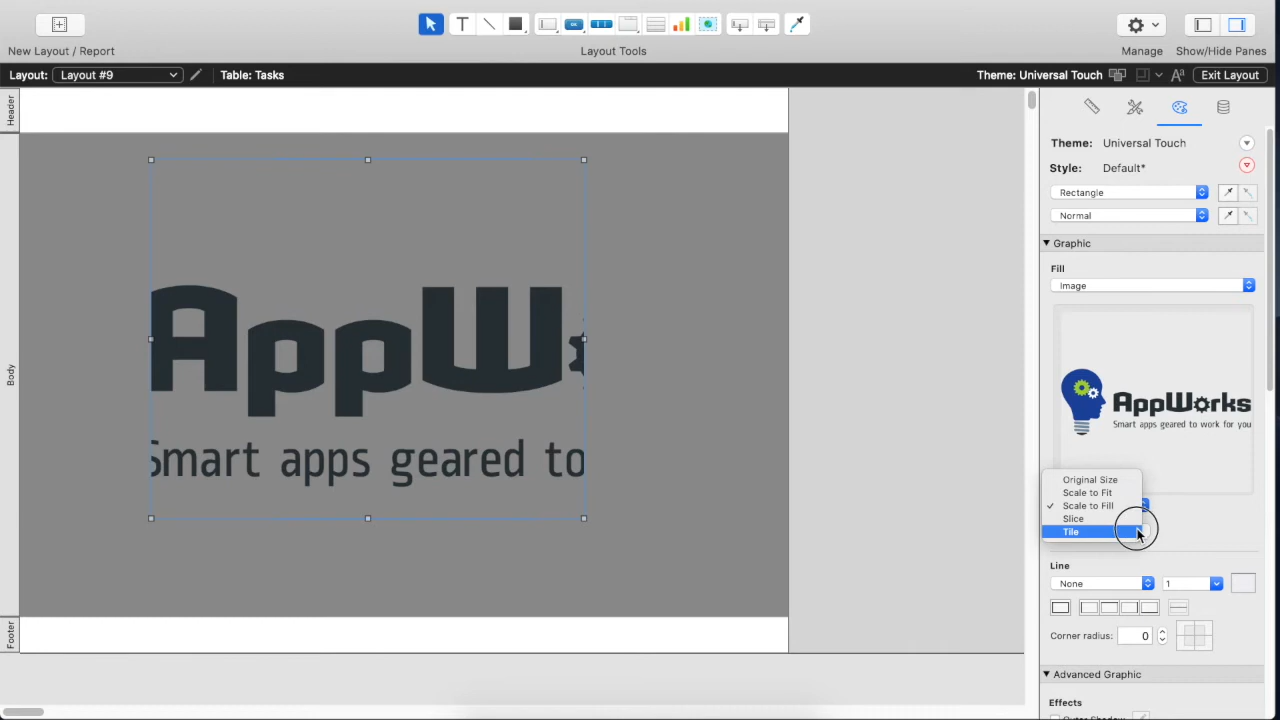 New Layout / Report
Layout Tools
Manage
Show/Hide Panes
Layout:
Layout #9
Table: Tasks
Theme: Universal Touch
Exit Layout
Header
Body
Footer
AppWo
Smart apps geared to
Theme:
Universal Touch
Style:
Default*
Rectangle
Normal
Graphic
Fill
Image
AppWorks
Smart apps geared to work for you
Original Size
Scale to Fit
Scale to Fill
Slice
Tile
Line
None
1
Corner radius:
0
Advanced Graphic
Effects
Outer Shadow